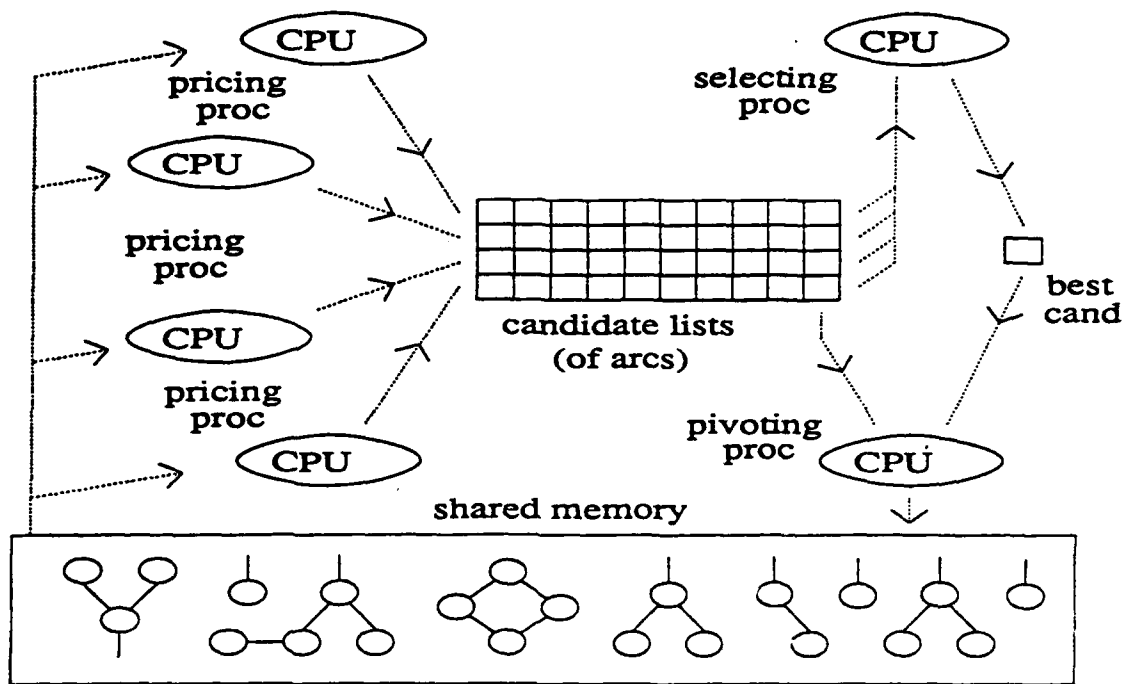 CPU
pricing
proc
CPU
pricing
proc
CPU
pricing
proc
CPU
candidate lists
(of arcs)
CPU
selecting
proc
best
cand
pivoting
proc
CPU
shared memory